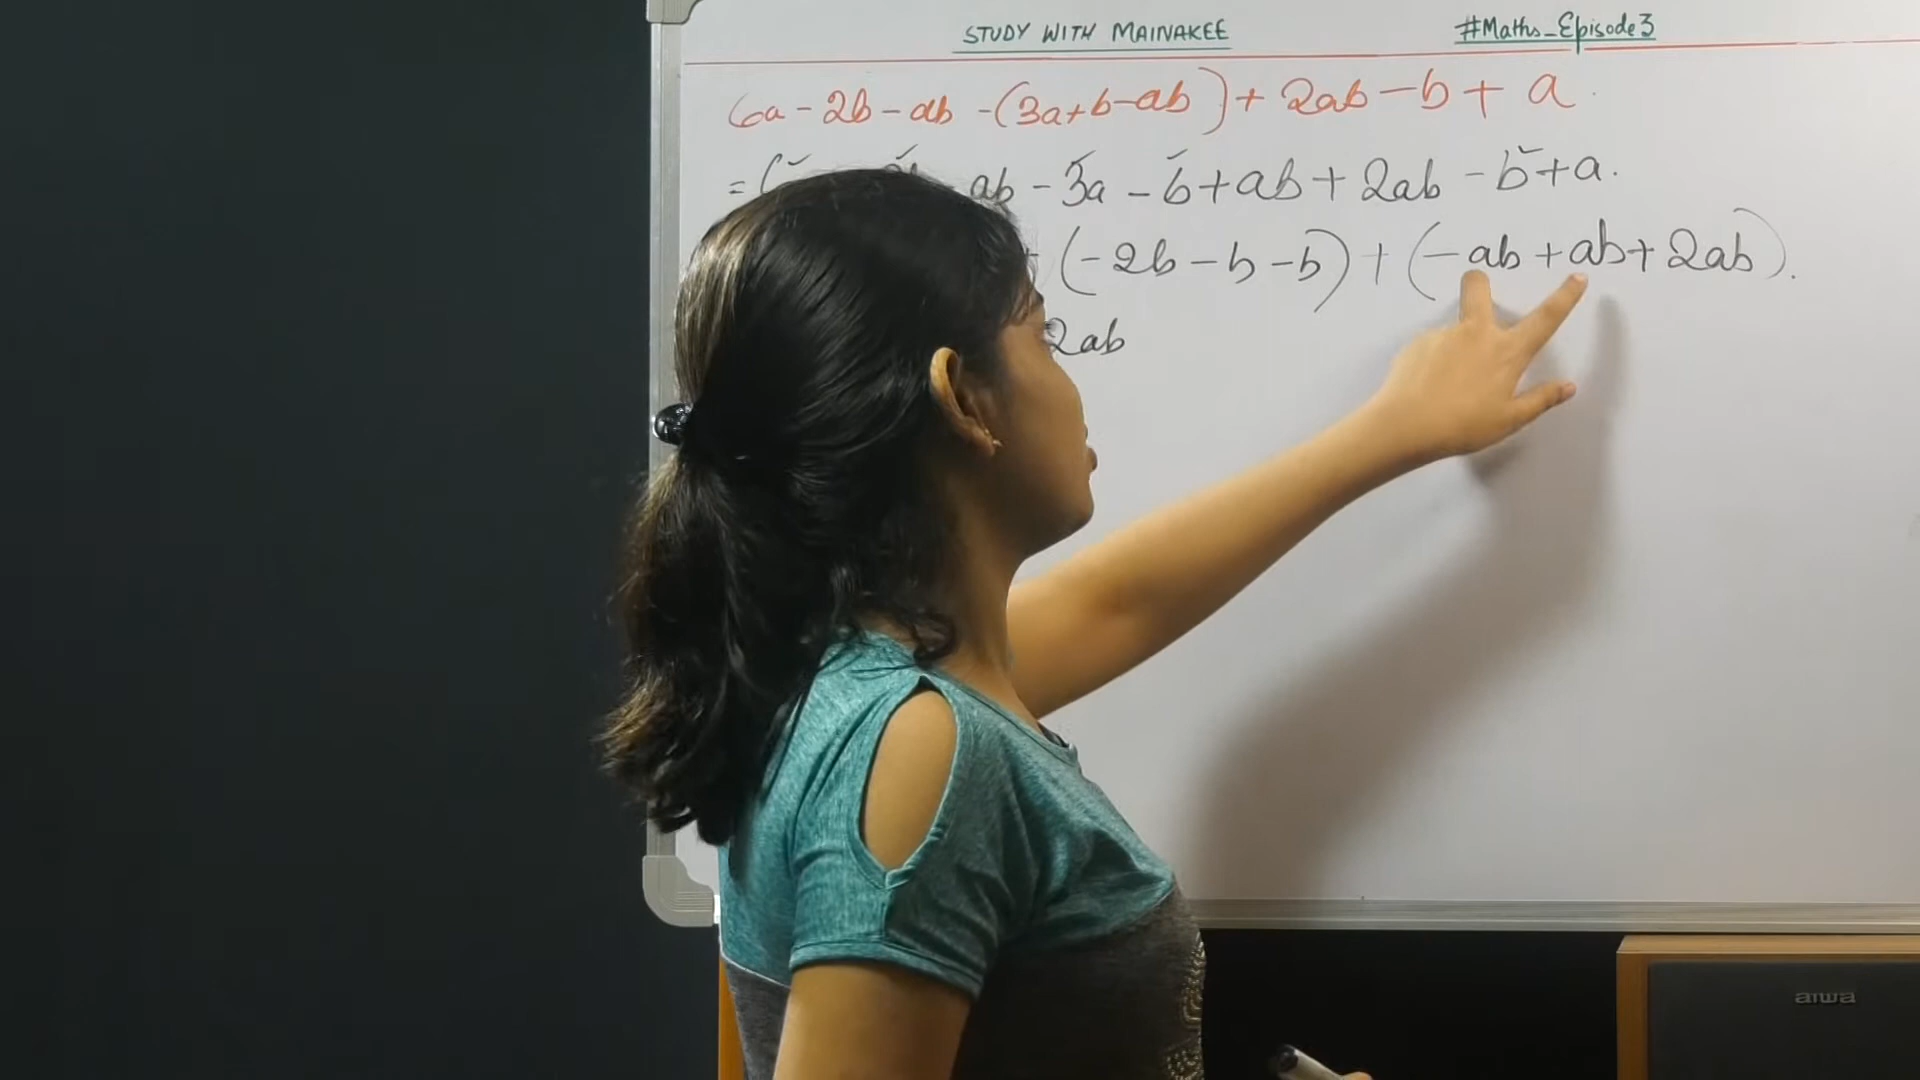 STUDY WITH MAINAKEE #Maths_Episode3
6a - 2b - ab - (3a + b - ab) + 2ab - b + a.
= ab - 3a - b + ab + 2ab - b + a.
(- 2b - b - b) + (- ab + ab + 2ab).
2ab
aiwa